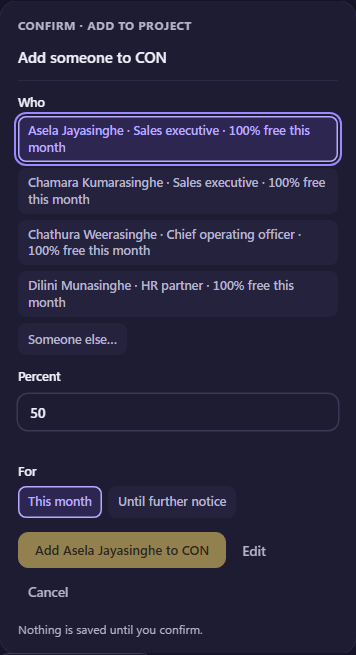 CONFIRM · ADD TO PROJECT
Add someone to CON
Who
Asela Jayasinghe · Sales executive · 100% free this
month
Chamara Kumarasinghe · Sales executive · 100% free
this month
Chathura Weerasinghe · Chief operating officer ·
100% free this month
Dilini Munasinghe · HR partner · 100% free this
month
Someone else...
Percent
50
For
This month
Until further notice
Add Asela Jayasinghe to CON
Edit
Cancel
Nothing is saved until you confirm.